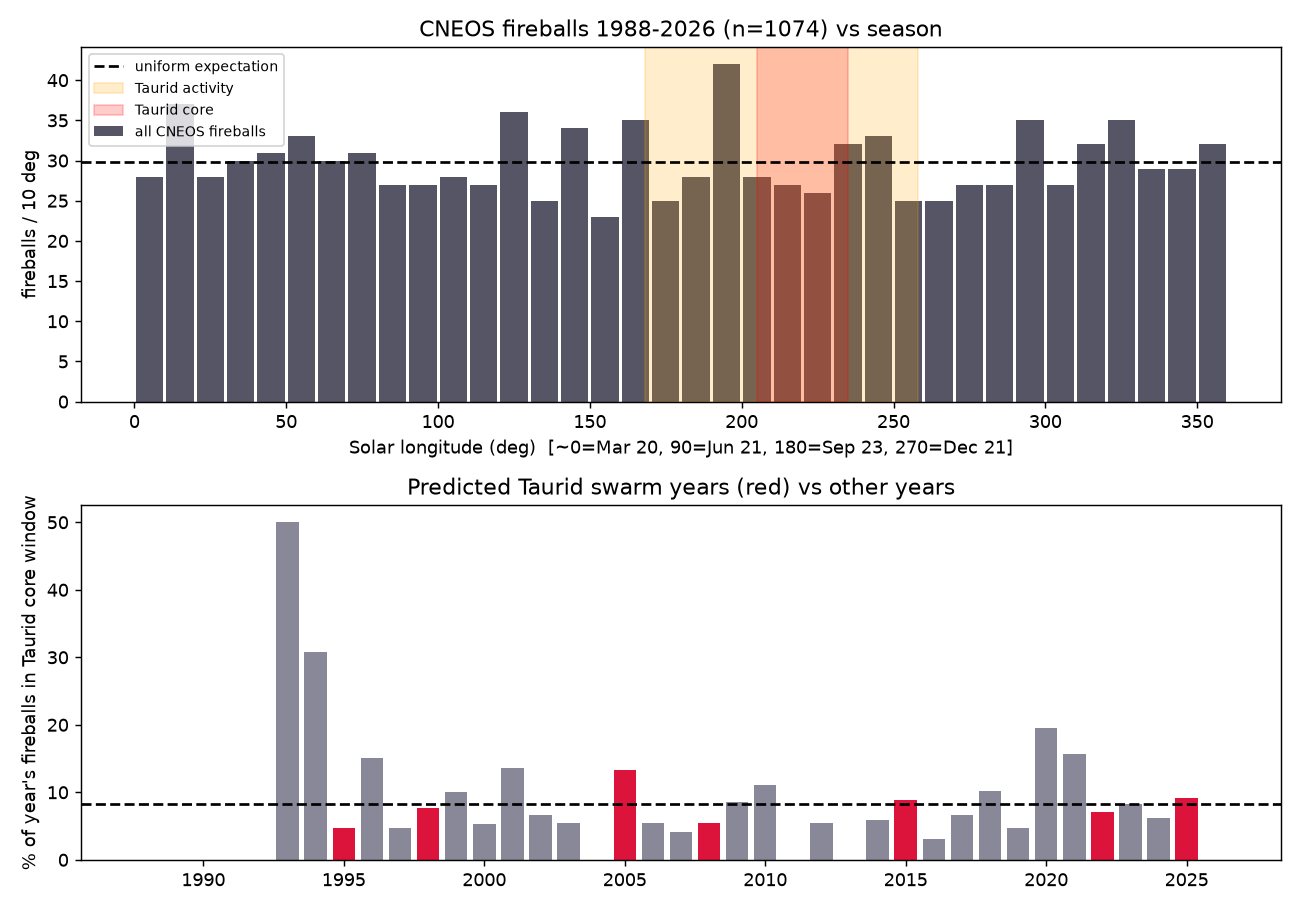 CNEOS fireballs 1988-2026 (n=1074) vs season
fireballs / 10 deg
40
35
30
25
20
15
10
5
0
uniform expectation
Taurid activity
Taurid core
all CNEOS fireballs
0 50 100 150 200 250 300 350
Solar longitude (deg)  [~0=Mar 20, 90=Jun 21, 180=Sep 23, 270=Dec 21]
Predicted Taurid swarm years (red) vs other years
% of year's fireballs in Taurid core window
50
40
30
20
10
0
1990 1995 2000 2005 2010 2015 2020 2025